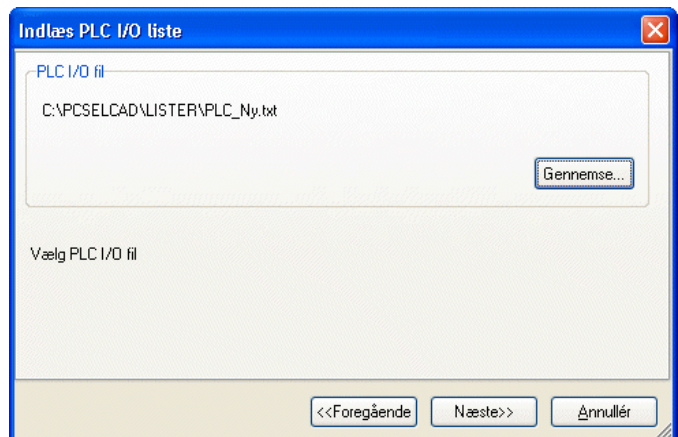 Indlæs PLC I/O liste
PLC I/O fil
C:\PCSELCAD\LISTER\PLC_Ny.txt
Gennemse...
Vælg PLC I/O fil
<<Foregående Næste>> Annullér